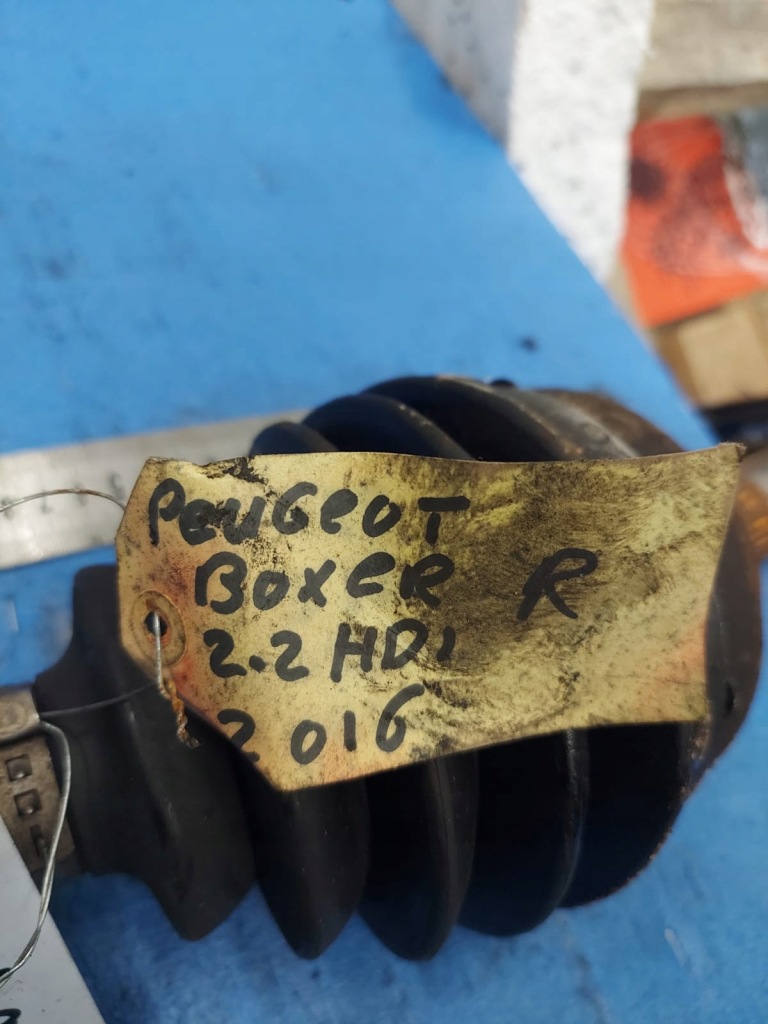 PEUGEOT
BOXER R
2.2 HDi
2016